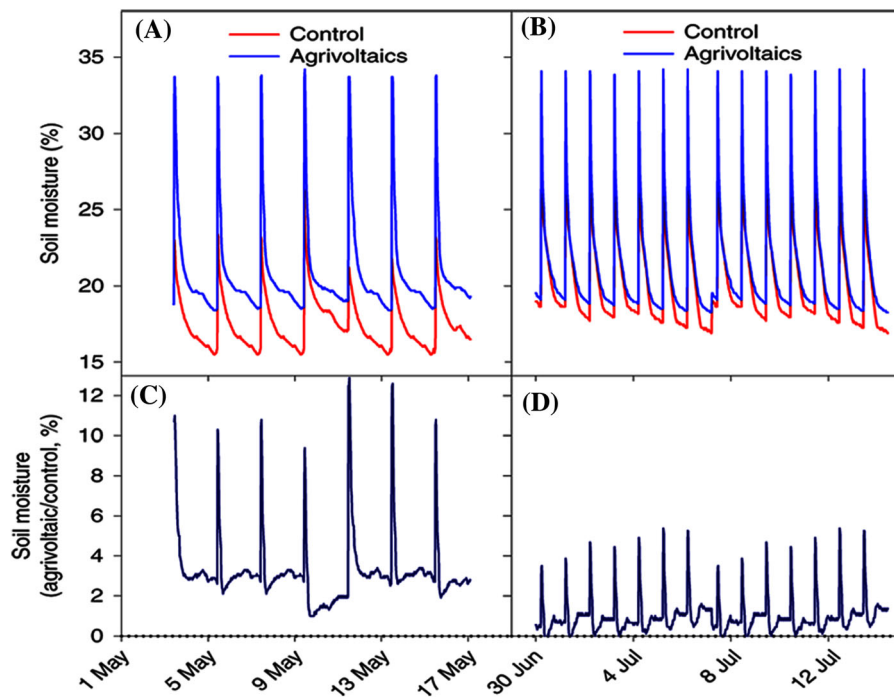 (A)
Control
Agrivoltaics
(B)
Control
Agrivoltaics
35
30
25
20
15
Soil moisture (%)
(C)
(D)
12
10
8
6
4
2
0
Soil moisture
(agrivoltaic/control, %)
1 May
5 May
9 May
13 May
17 May
30 Jun
4 Jul
8 Jul
12 Jul